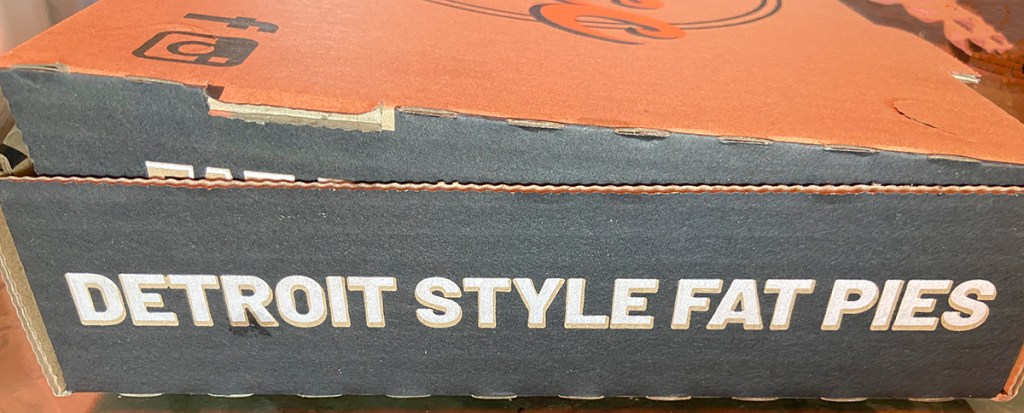 DETROIT STYLE FAT PIES